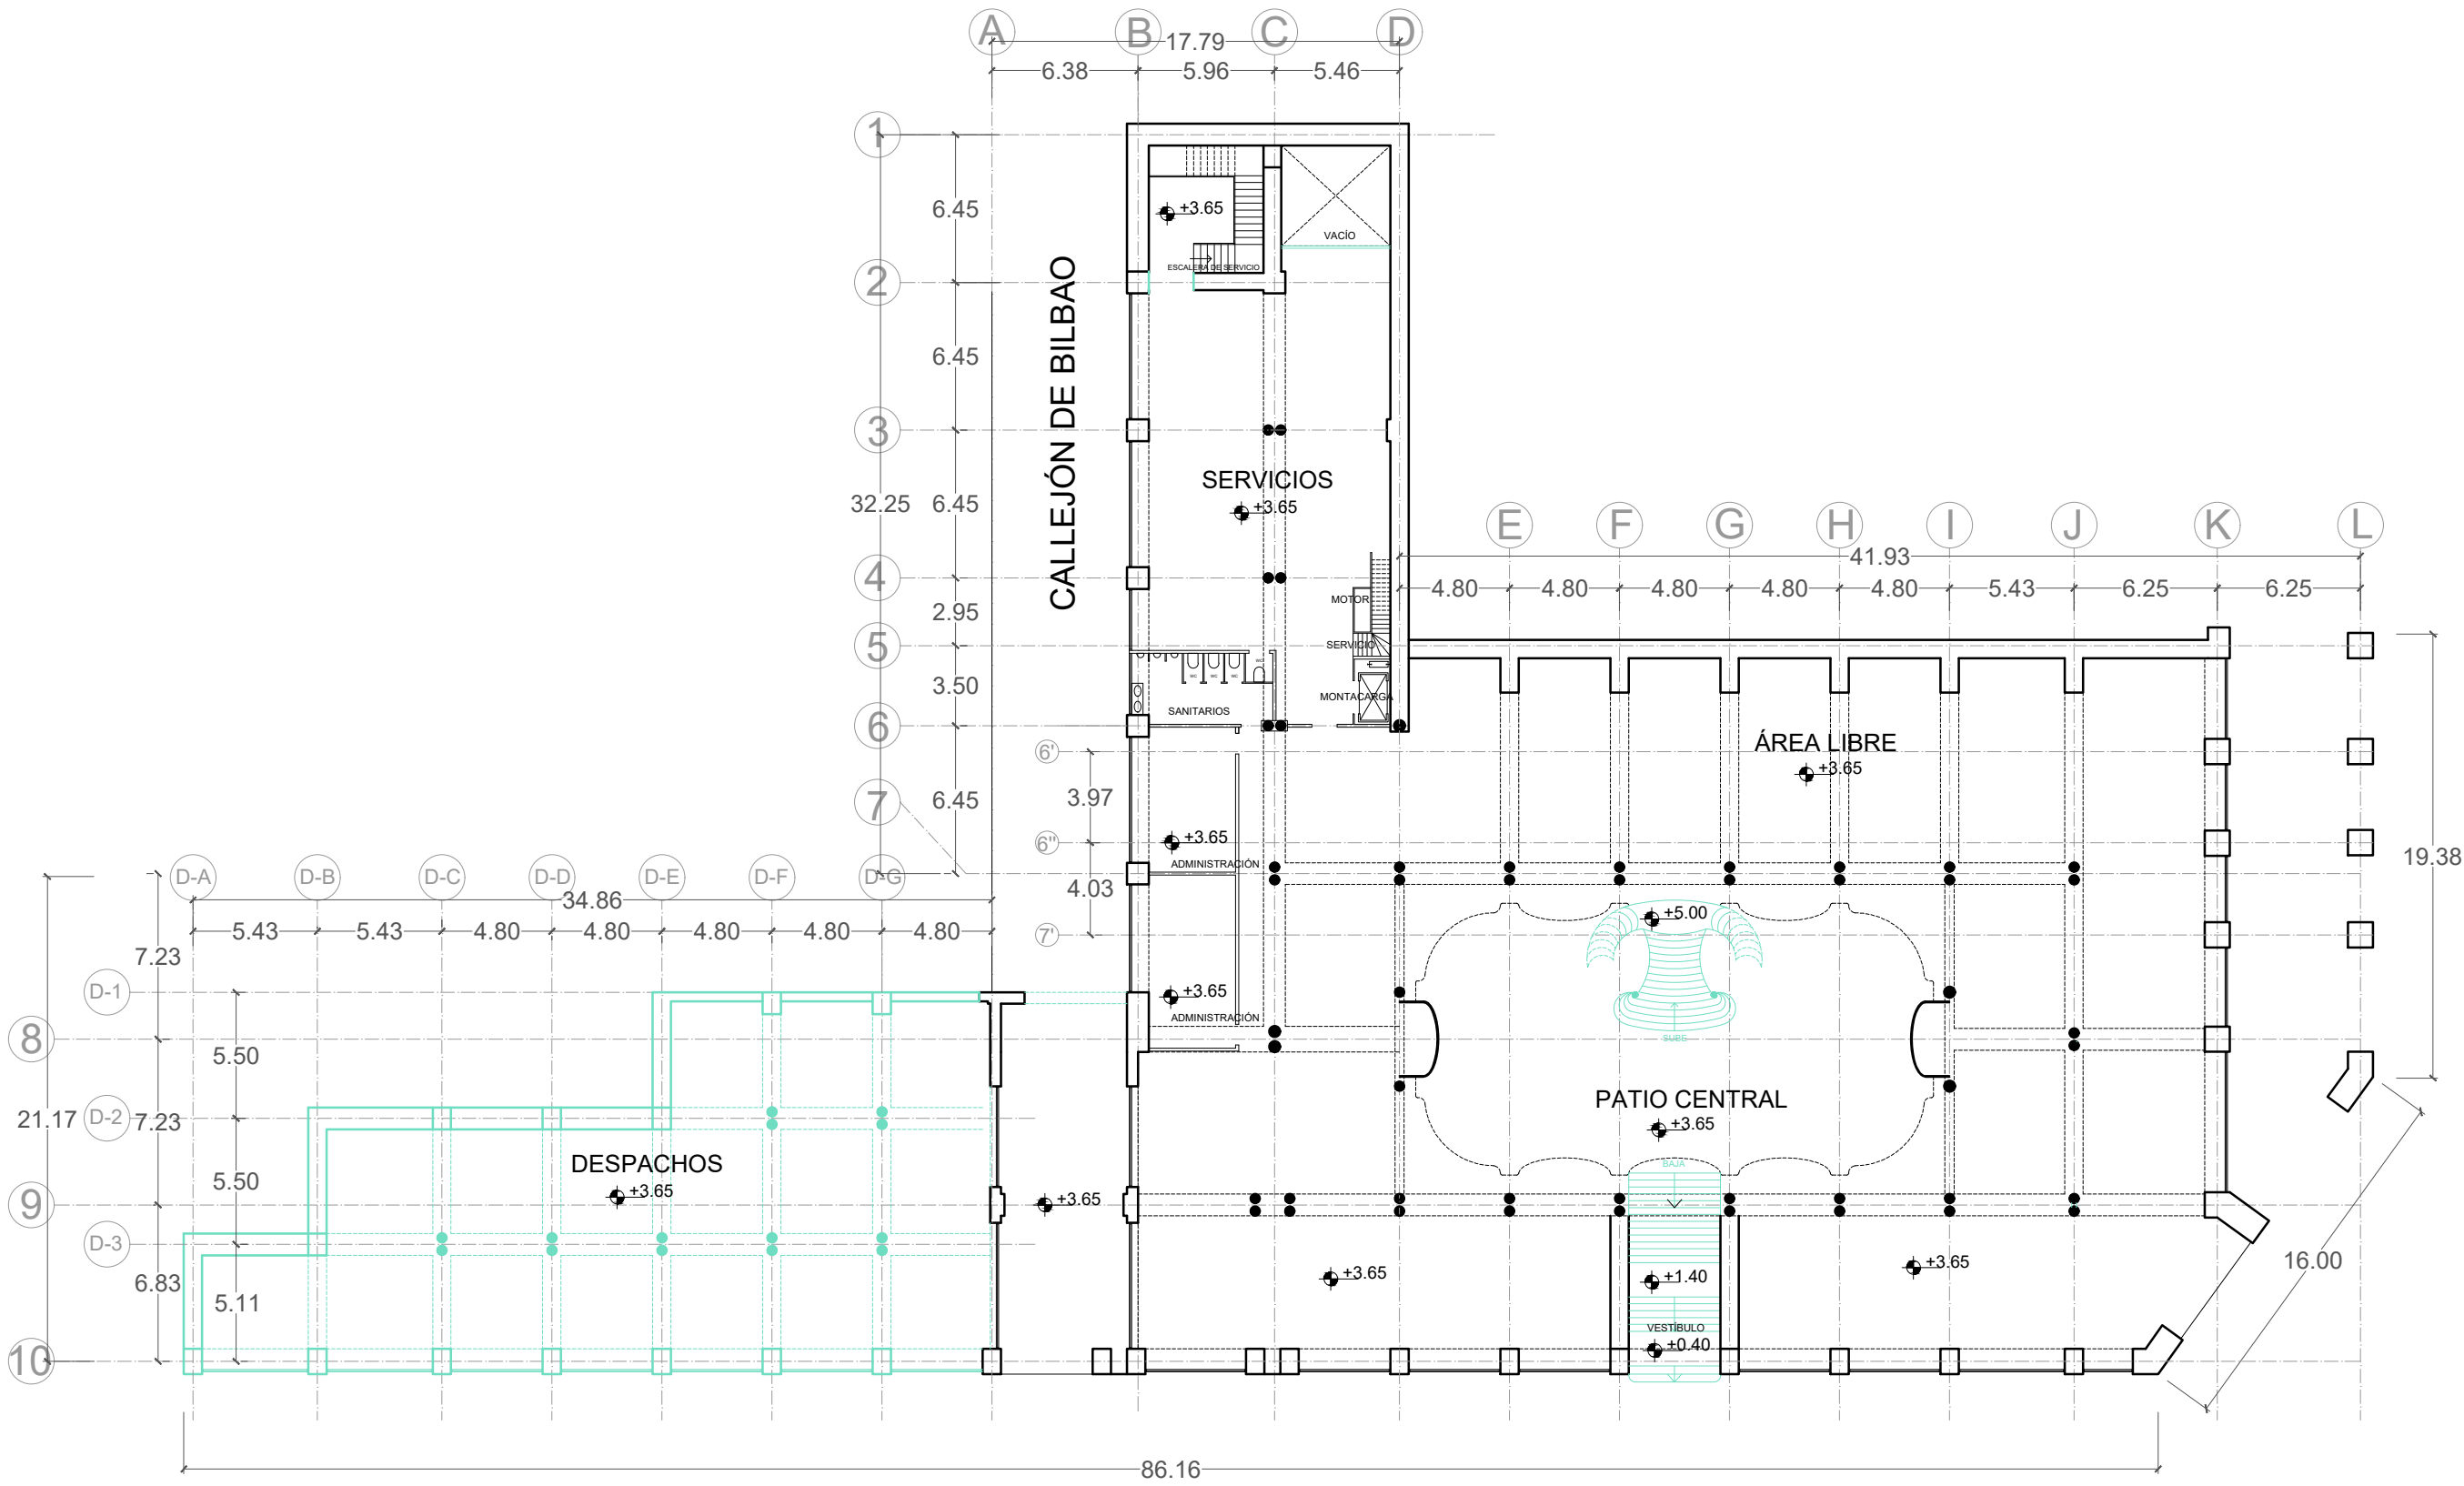 A B C D
17.79
6.38 5.96 5.46
1
6.45
+3.65
VACÍO
ESCALERA DE SERVICIO
2
CALLEJÓN DE BILBAO
6.45
3
SERVICIOS
32.25 6.45
+3.65
E F G H I J K L
41.93
4
4.80 4.80 4.80 4.80 4.80 5.43 6.25 6.25
MOTOR
2.95
5
SERVICIO
WC
WC WC WC
3.50
MONTACARGA
SANITARIOS
6
ÁREA LIBRE
6'
+3.65
3.97
6.45
7
+3.65
6"
19.38
ADMINISTRACIÓN
D-A D-B D-C D-D D-E D-F D-G
4.03
34.86
+5.00
5.43 5.43 4.80 4.80 4.80 4.80 4.80
7'
7.23
D-1
+3.65
ADMINISTRACIÓN
8
SUBE
5.50
PATIO CENTRAL
21.17
D-2
7.23
+3.65
DESPACHOS
BAJA
5.50
+3.65
9
+3.65
D-3
16.00
+3.65
+3.65
6.83
+1.40
5.11
VESTÍBULO
+0.40
10
86.16